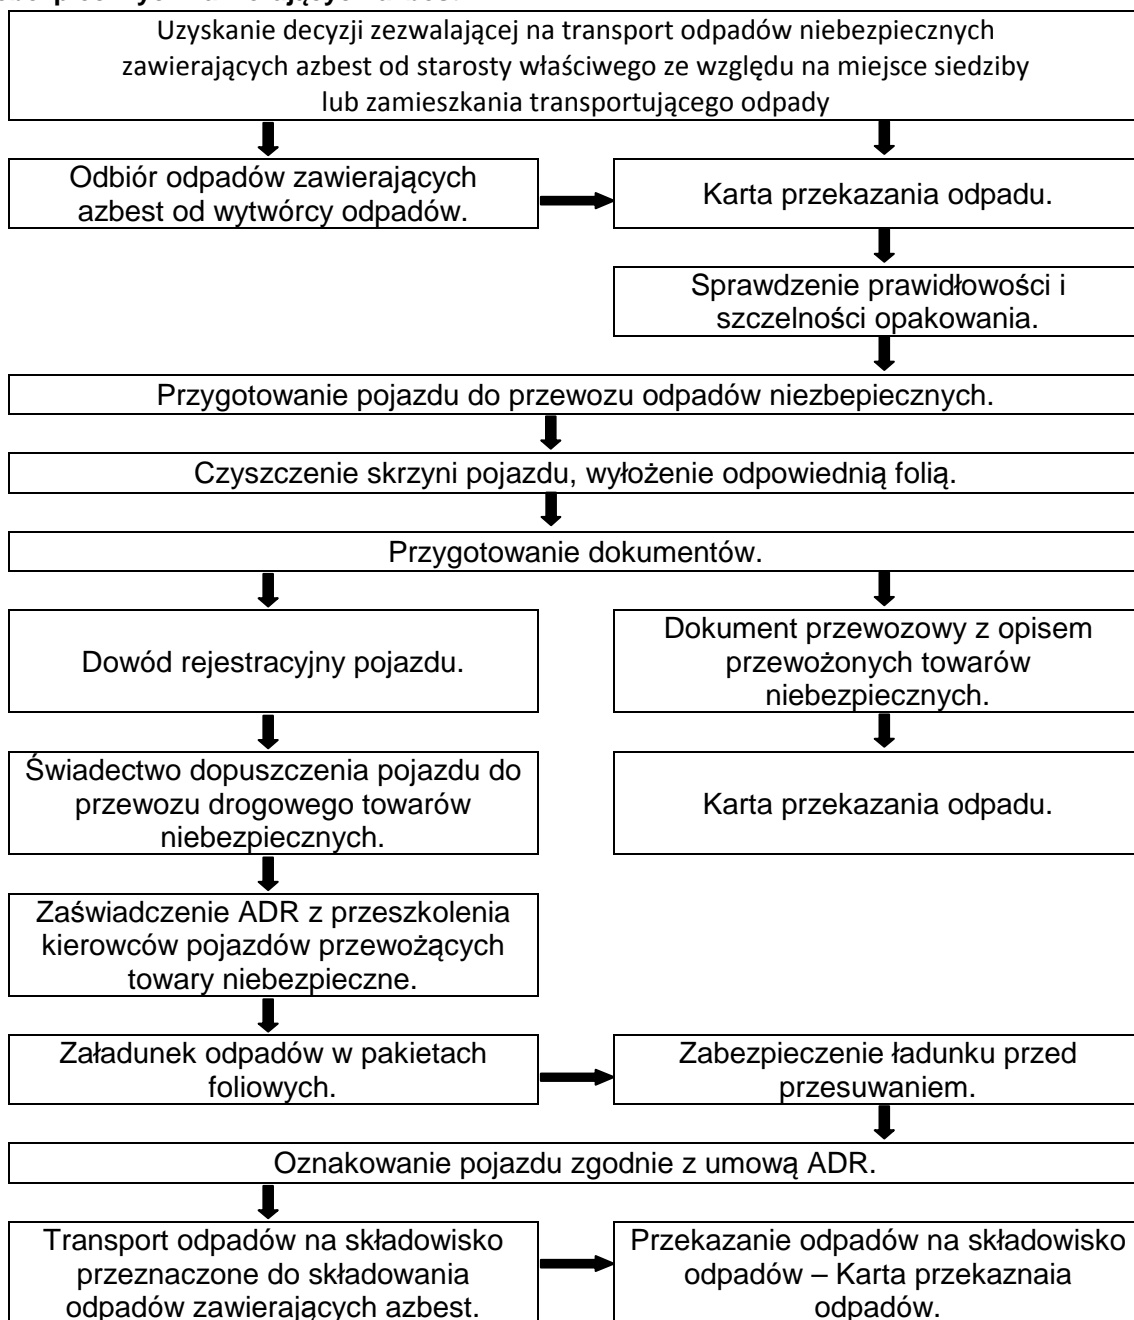 Uzyskanie decyzji zezwalającej na transport odpadów niebezpiecznych
zawierających azbest od starosty właściwego ze względu na miejsce siedziby
lub zamieszkania transportującego odpady
Odbiór odpadów zawierających
azbest od wytwórcy odpadów.
Karta przekazania odpadu.
Sprawdzenie prawidłowości i
szczelności opakowania.
Przygotowanie pojazdu do przewozu odpadów niezbepiecznych.
Czyszczenie skrzyni pojazdu, wyłożenie odpowiednią folią.
Przygotowanie dokumentów.
Dowód rejestracyjny pojazdu.
Dokument przewozowy z opisem
przewożonych towarów
niebezpiecznych.
Świadectwo dopuszczenia pojazdu do
przewozu drogowego towarów
niebezpiecznych.
Karta przekazania odpadu.
Zaświadczenie ADR z przeszkolenia
kierowców pojazdów przewożących
towary niebezpieczne.
Załadunek odpadów w pakietach
foliowych.
Zabezpieczenie ładunku przed
przesuwaniem.
Oznakowanie pojazdu zgodnie z umową ADR.
Transport odpadów na składowisko
przeznaczone do składowania
odpadów zawierających azbest.
Przekazanie odpadów na składowisko
odpadów – Karta przekaznaia
odpadów.